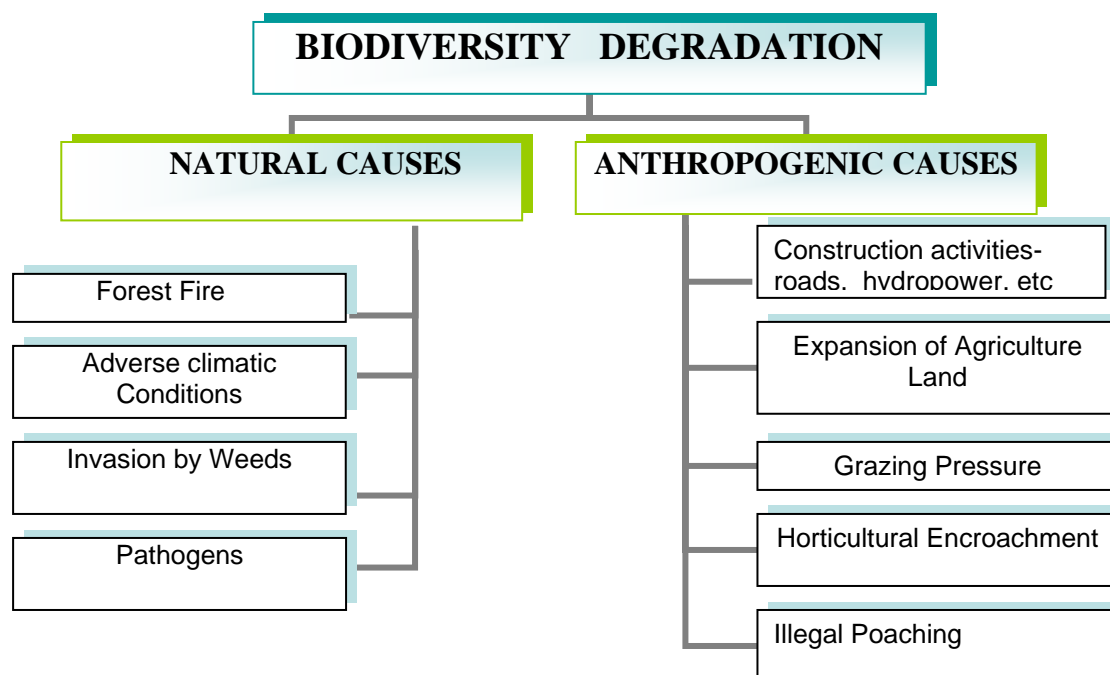 BIODIVERSITY DEGRADATION
NATURAL CAUSES
Forest Fire
Adverse climatic
Conditions
Invasion by Weeds
Pathogens
ANTHROPOGENIC CAUSES
Construction activities-
roads, hydropower, etc
Expansion of Agriculture
Land
Grazing Pressure
Horticultural Encroachment
Illegal Poaching